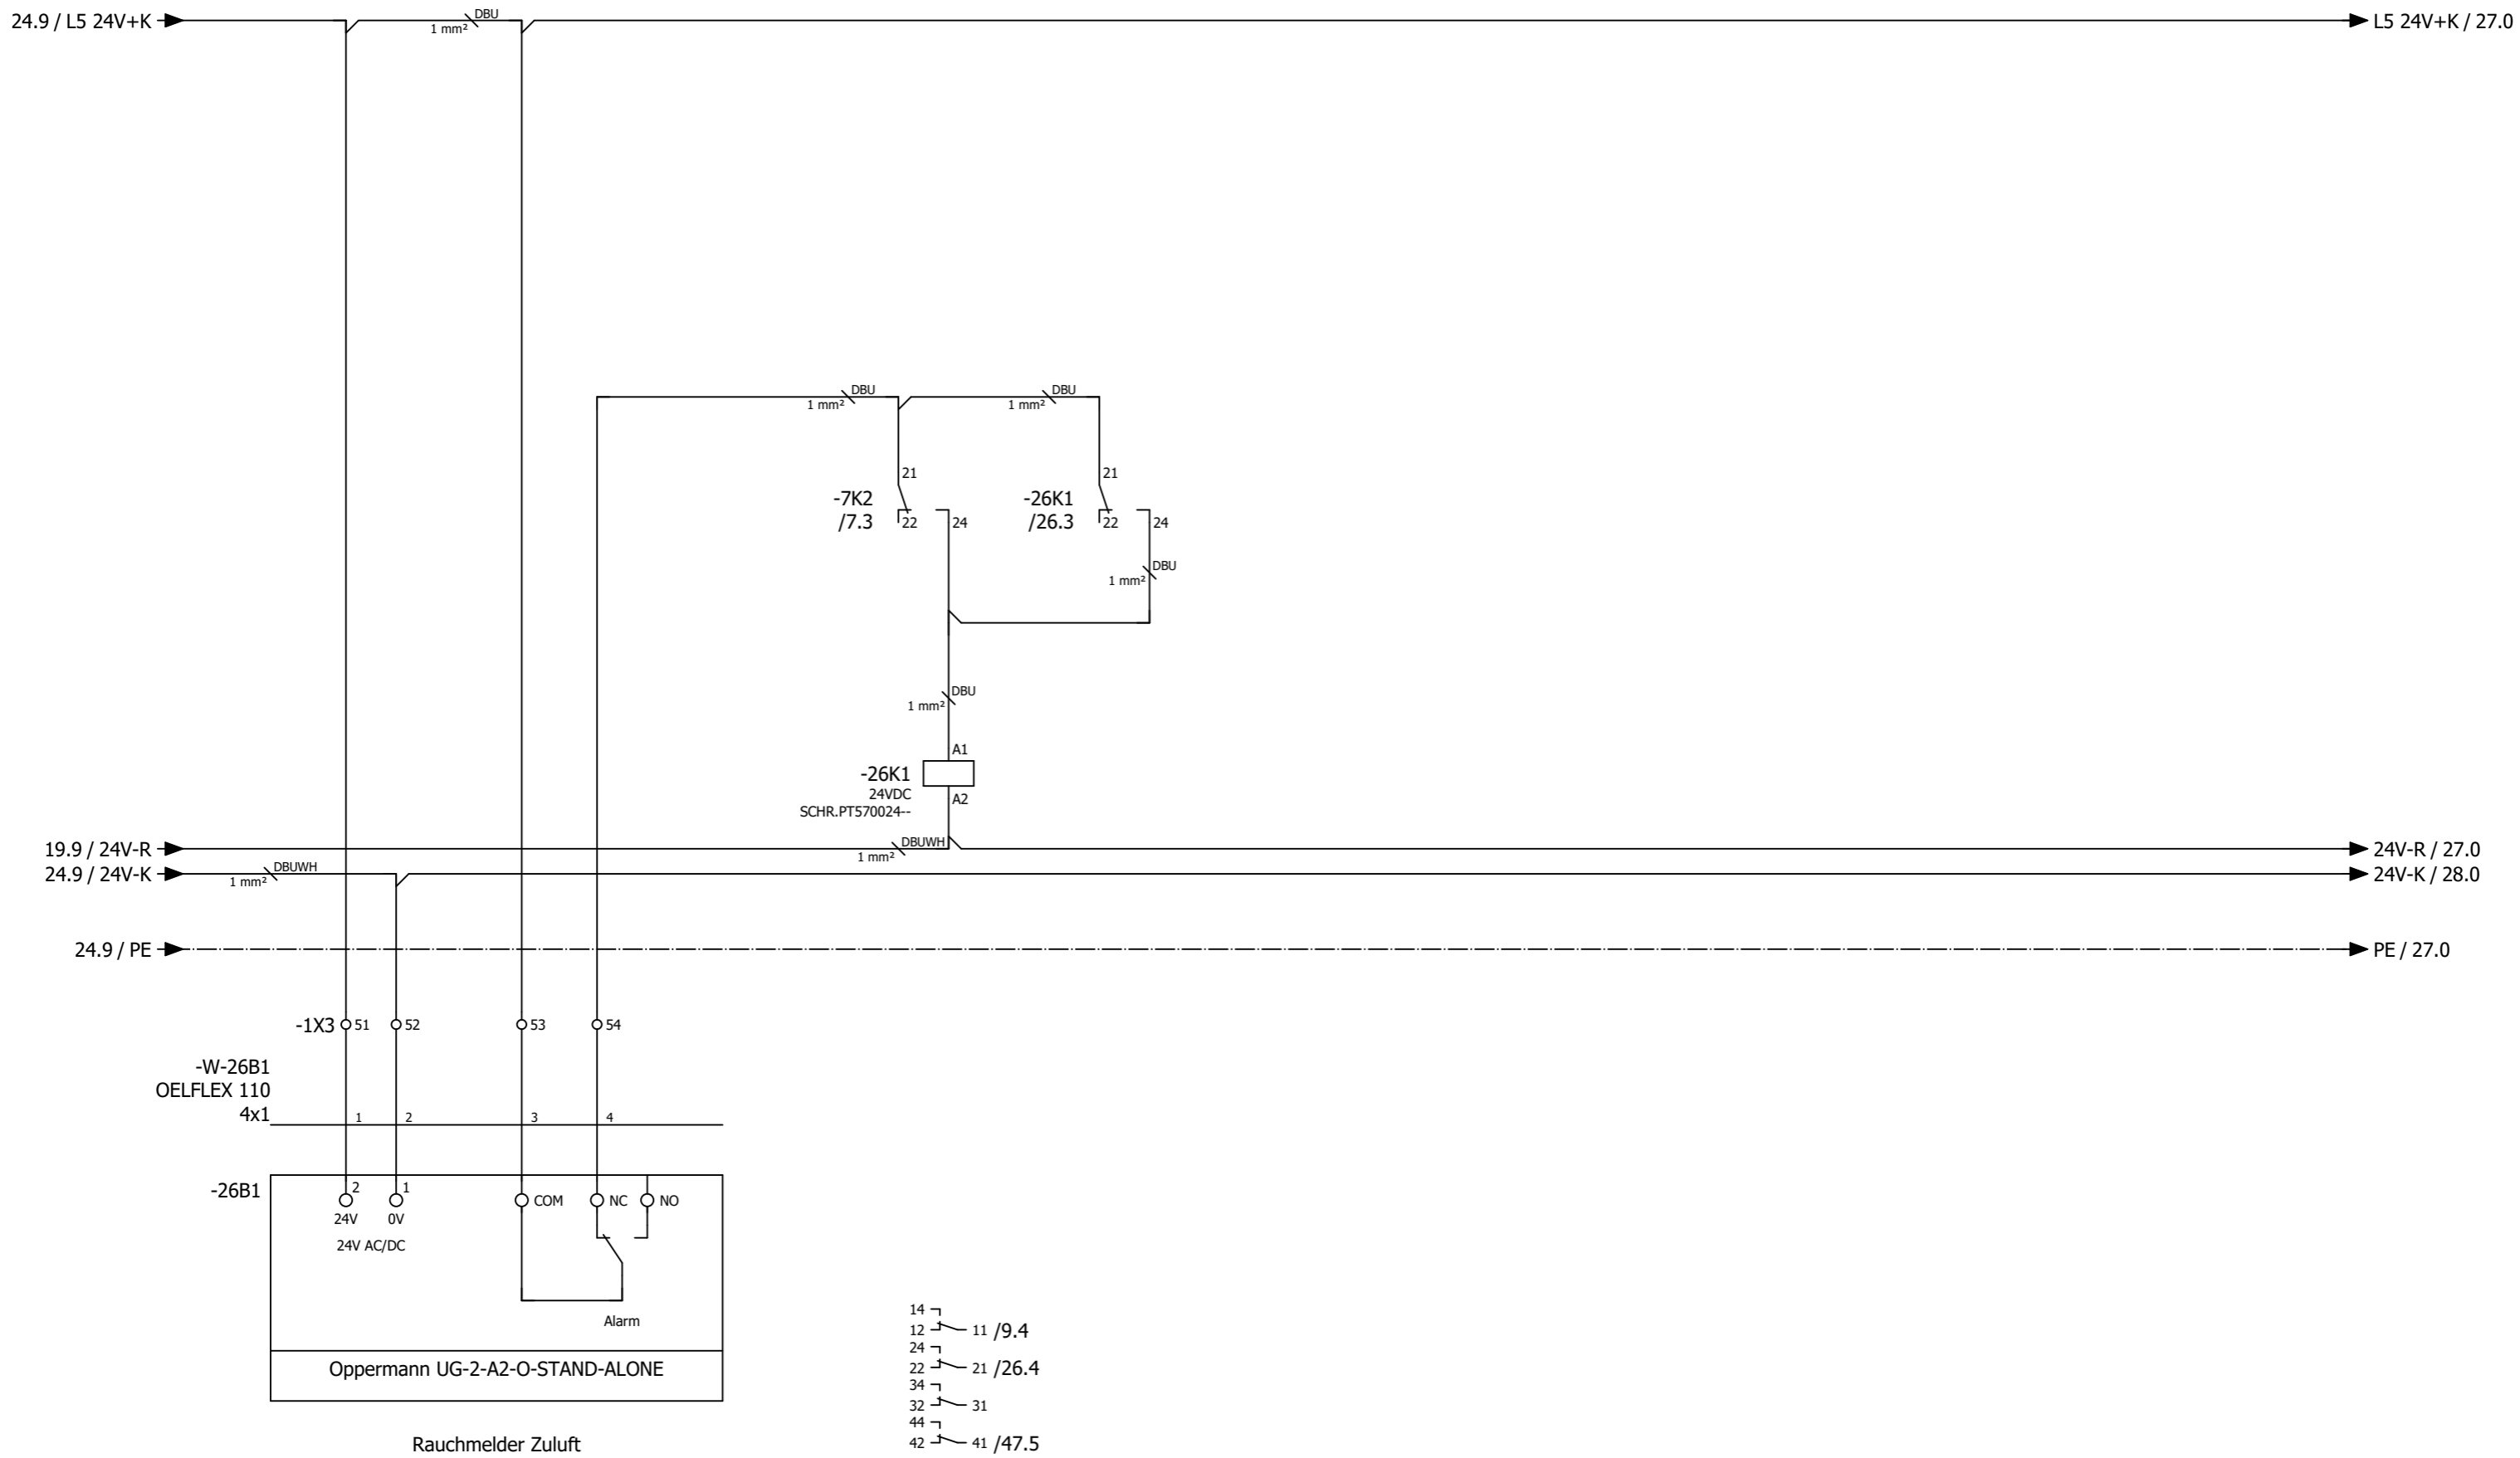 24.9 / L5 24V+K
DBU
1 mm²
L5 24V+K / 27.0
DBU
1 mm²
DBU
1 mm²
21
-7K2
/7.3
22
24
21
-26K1
/26.3
22
24
DBU
1 mm²
DBU
1 mm²
A1
-26K1
24VDC
SCHR.PT570024--
A2
19.9 / 24V-R
DBUWH
1 mm²
24V-R / 27.0
24.9 / 24V-K
DBUWH
1 mm²
24V-K / 28.0
24.9 / PE
PE / 27.0
-1X3
51
52
53
54
-W-26B1
OELFLEX 110
4x1
1
2
3
4
-26B1
2
1
COM
NC
NO
24V
0V
24V AC/DC
Alarm
Oppermann UG-2-A2-O-STAND-ALONE
Rauchmelder Zuluft
14
12
11 /9.4
24
22
21 /26.4
34
32
31
44
42
41 /47.5